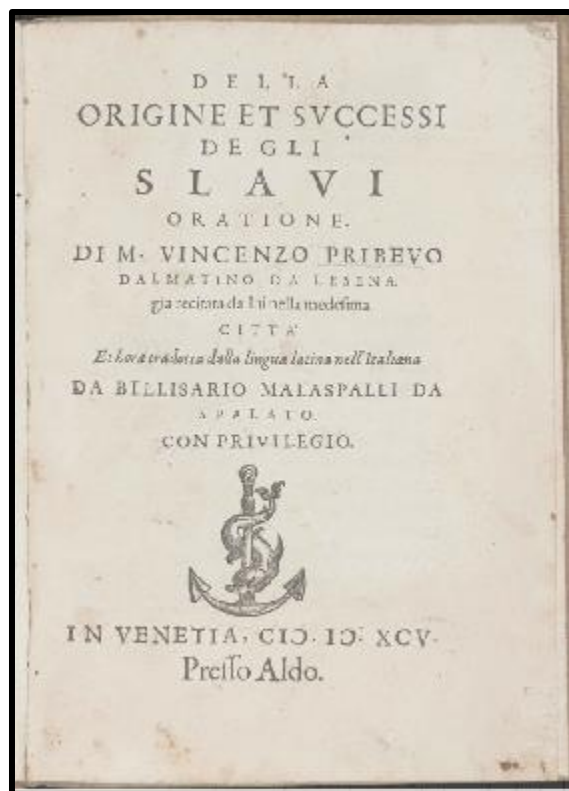 DELLA
ORIGINE ET SVCCESSI
DEGLI
SLAVI
ORATIONE.
DI M. VINCENZO PRIBEVO
DALMATINO DA LESENA
gia recitata da lui nella medesima
CITTA
Et hora tradotta dalla lingua latina nell'Italiana
DA BELLISARIO MALASPALLI DA
SPALATO.
CON PRIVILEGIO.
IN VENETIA, CIↃ. IↃ. XCV.
Presso Aldo.